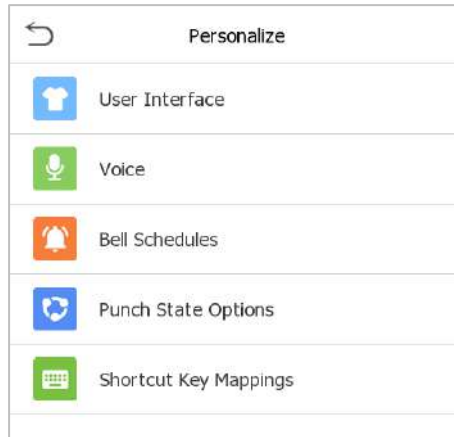 Personalize
User Interface
Voice
Bell Schedules
Punch State Options
Shortcut Key Mappings